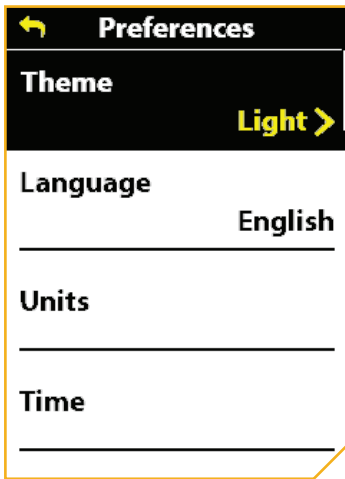 Preferences
Theme
Light >
Language
English
Units
Time